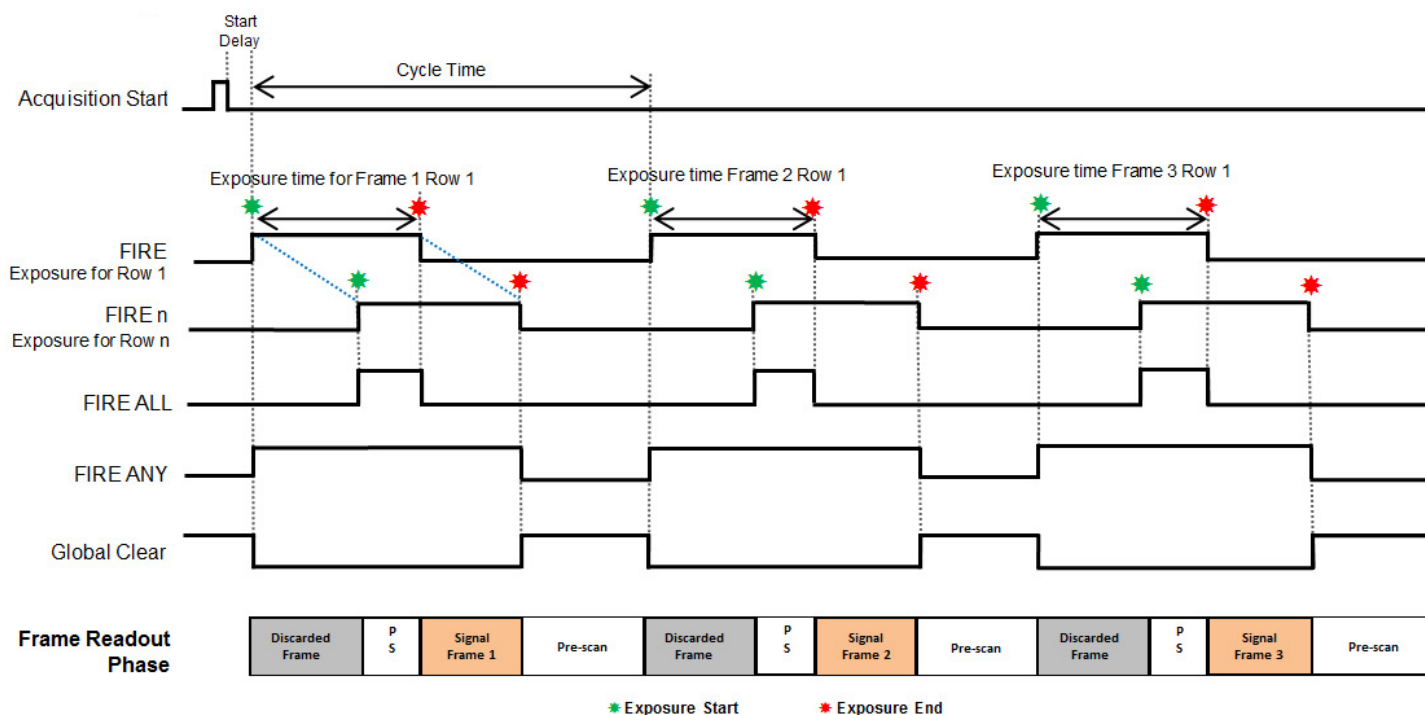 Start
Delay
Cycle Time
Acquisition Start
Exposure time for Frame 1 Row 1
Exposure time Frame 2 Row 1
Exposure time Frame 3 Row 1
FIRE
Exposure for Row 1
FIRE n
Exposure for Row n
FIRE ALL
FIRE ANY
Global Clear
Frame Readout
Phase
Discarded
Frame
P
S
Signal
Frame 1
Pre-scan
Discarded
Frame
P
S
Signal
Frame 2
Pre-scan
Discarded
Frame
P
S
Signal
Frame 3
Pre-scan
Exposure Start
Exposure End